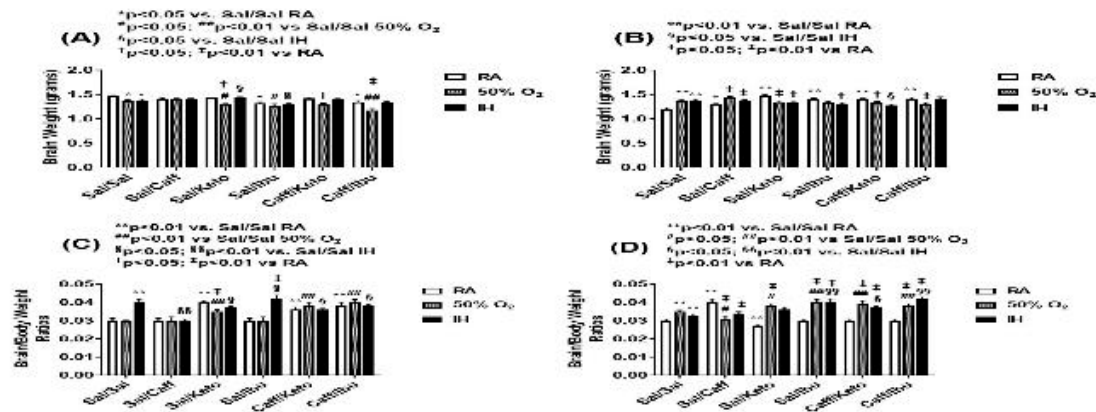 *p<0.05 vs. Sal/Sal RA
#p<0.05; ##p<0.01 vs Sal/Sal 50% O₂
§p<0.05 vs. Sal/Sal IH
†p<0.05; ‡p<0.01 vs RA
(A)
Brain Weight (grams)
2.0
1.5
1.0
0.5
0.0
RA
50% O₂
IH
Sal/Sal
Sal/Caff
Sal/Keto
Sal/Ibu
Caff/Keto
Caff/Ibu
**p<0.01 vs. Sal/Sal RA
§p<0.05 vs. Sal/Sal IH
†p=0.05; ‡p=0.01 vs RA
(B)
Brain Weight (grams)
2.0
1.5
1.0
0.5
0.0
RA
50% O₂
IH
Sal/Sal
Sal/Caff
Sal/Keto
Sal/Ibu
Caff/Keto
Caff/Ibu
**p<0.01 vs. Sal/Sal RA
##p<0.01 vs Sal/Sal 50% O₂
§p<0.05; §§p<0.01 vs. Sal/Sal IH
†p<0.05; ‡p<0.01 vs RA
(C)
Brain/Body Weight
Ratios
0.05
0.04
0.03
0.02
0.01
0.00
RA
50% O₂
IH
Sal/Sal
Sal/Caff
Sal/Keto
Sal/Ibu
Caff/Keto
Caff/Ibu
**p<0.01 vs. Sal/Sal RA
#p=0.05; ##p=0.01 vs Sal/Sal 50% O₂
§p<0.05; §§p<0.01 vs. Sal/Sal IH
‡p<0.01 vs RA
(D)
Brain/Body Weight
Ratios
0.05
0.04
0.03
0.02
0.01
0.00
RA
50% O₂
IH
Sal/Sal
Sal/Caff
Sal/Keto
Sal/Ibu
Caff/Keto
Caff/Ibu